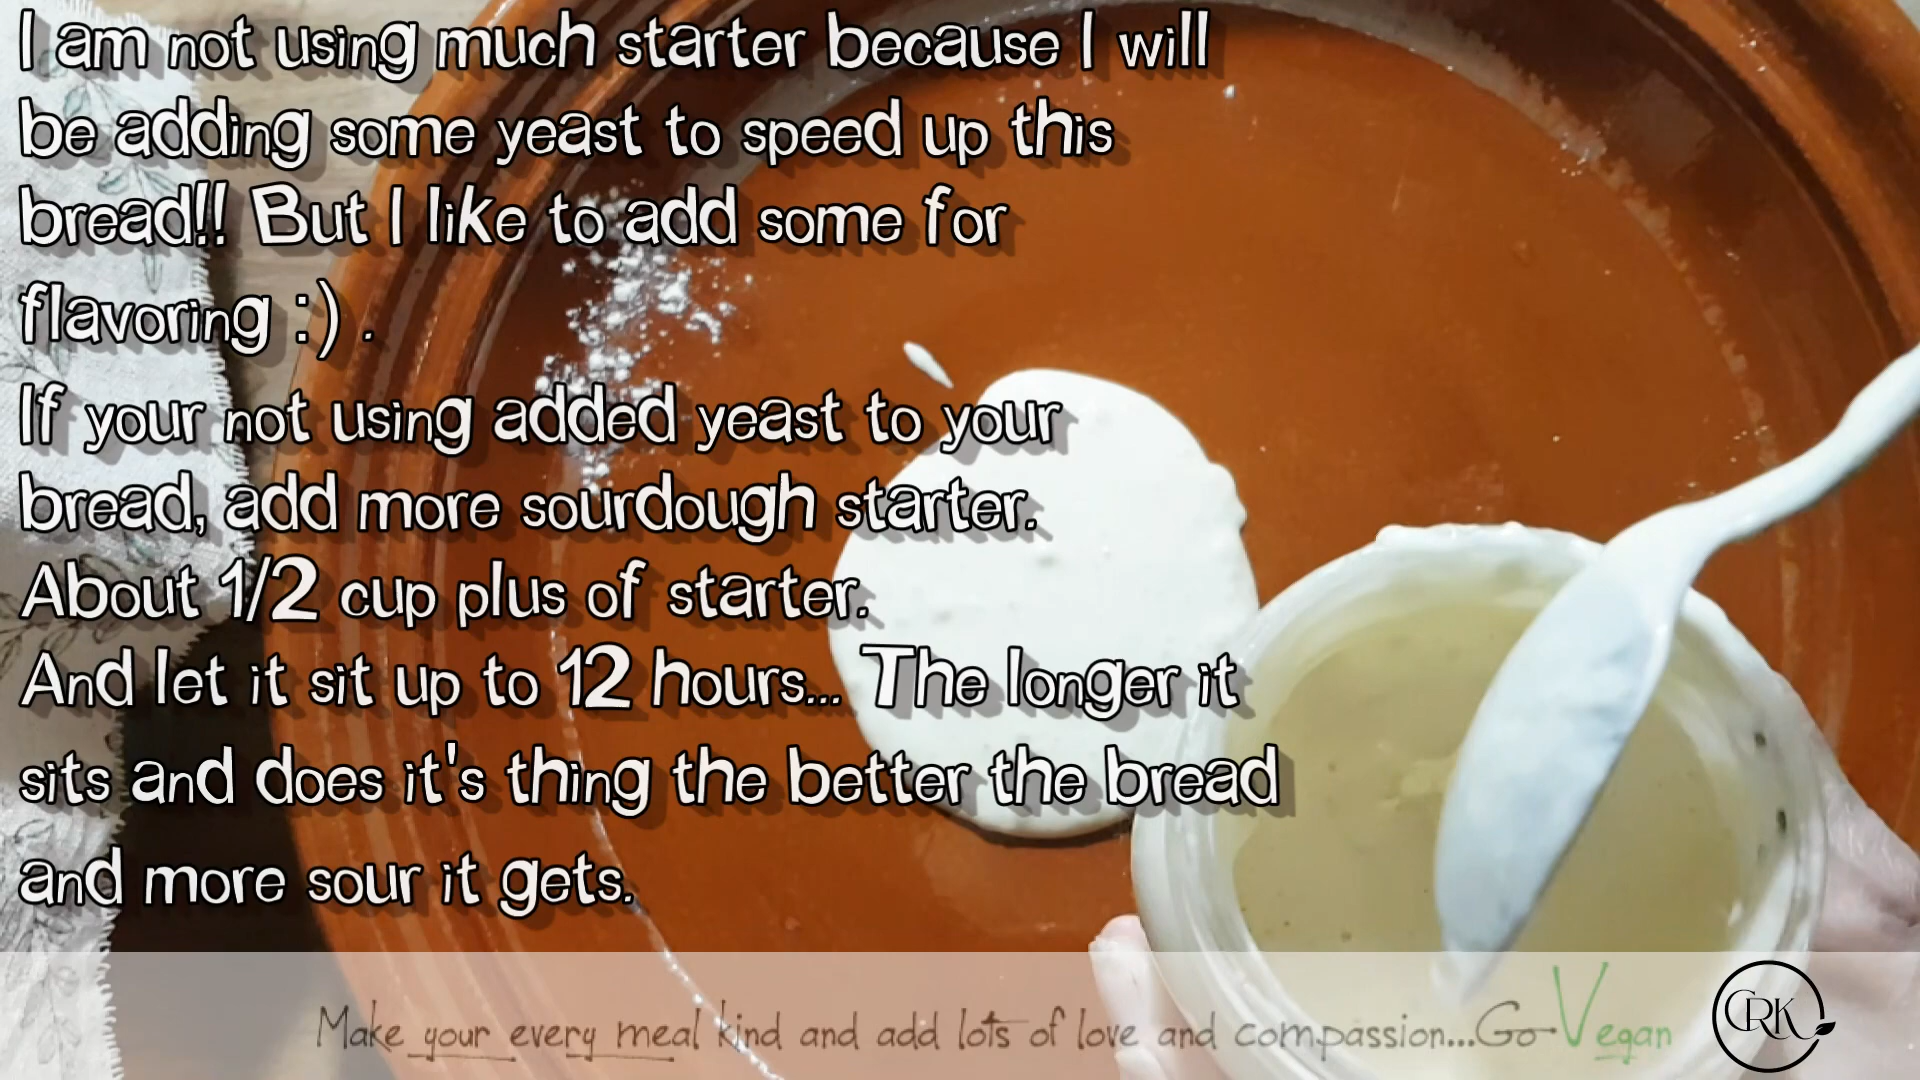 I am not using much starter because I will
be adding some yeast to speed up this
bread!! But I like to add some for
flavoring :) .
If your not using added yeast to your
bread, add more sourdough starter.
About 1/2 cup plus of starter.
And let it sit up to 12 hours... The longer it
sits and does it's thing the better the bread
and more sour it gets.
Make your every meal kind and add lots of love and compassion...Go Vegan
CRK